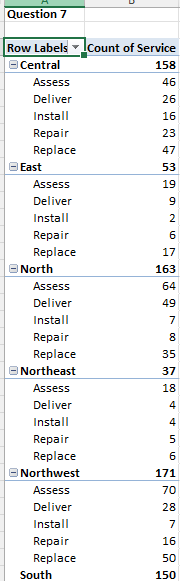 A B
Question 7
Row Labels Count of Service
Central 158
Assess 46
Deliver 26
Install 16
Repair 23
Replace 47
East 53
Assess 19
Deliver 9
Install 2
Repair 6
Replace 17
North 163
Assess 64
Deliver 49
Install 7
Repair 8
Replace 35
Northeast 37
Assess 18
Deliver 4
Install 4
Repair 5
Replace 6
Northwest 171
Assess 70
Deliver 28
Install 7
Repair 16
Replace 50
South 150